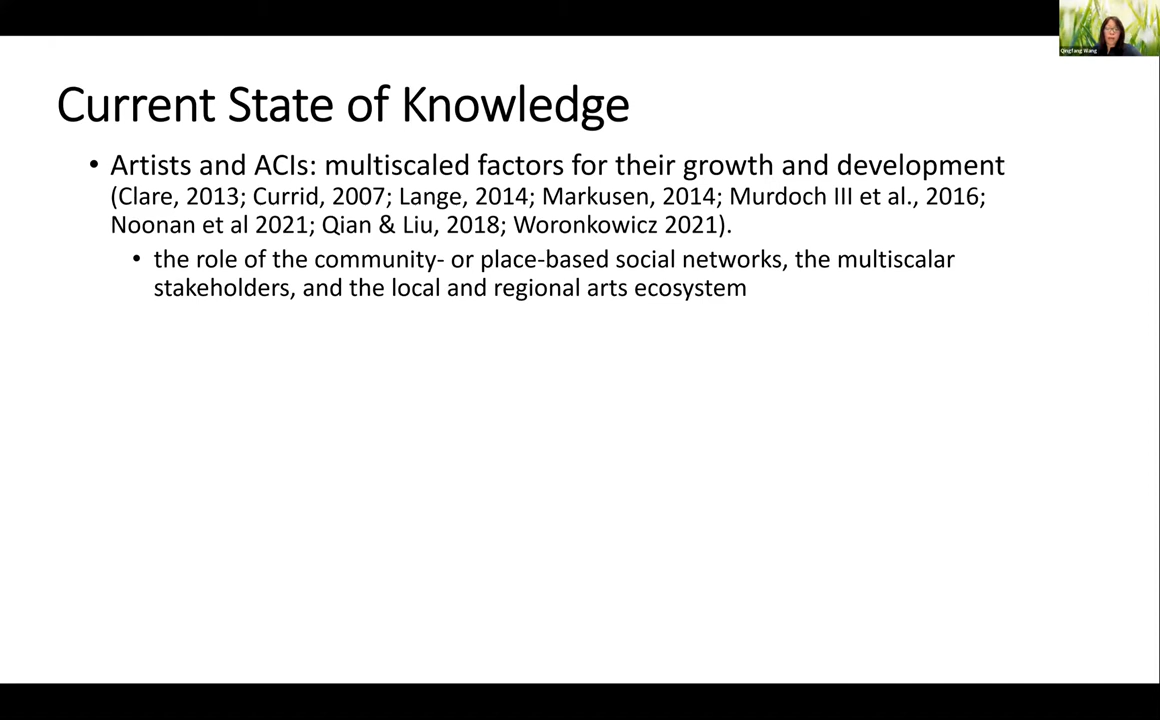 Qingfang Wang
Current State of Knowledge
• Artists and ACIs: multiscaled factors for their growth and development
(Clare, 2013; Currid, 2007; Lange, 2014; Markusen, 2014; Murdoch III et al., 2016;
Noonan et al 2021; Qian & Liu, 2018; Woronkowicz 2021).
• the role of the community- or place-based social networks, the multiscalar
stakeholders, and the local and regional arts ecosystem